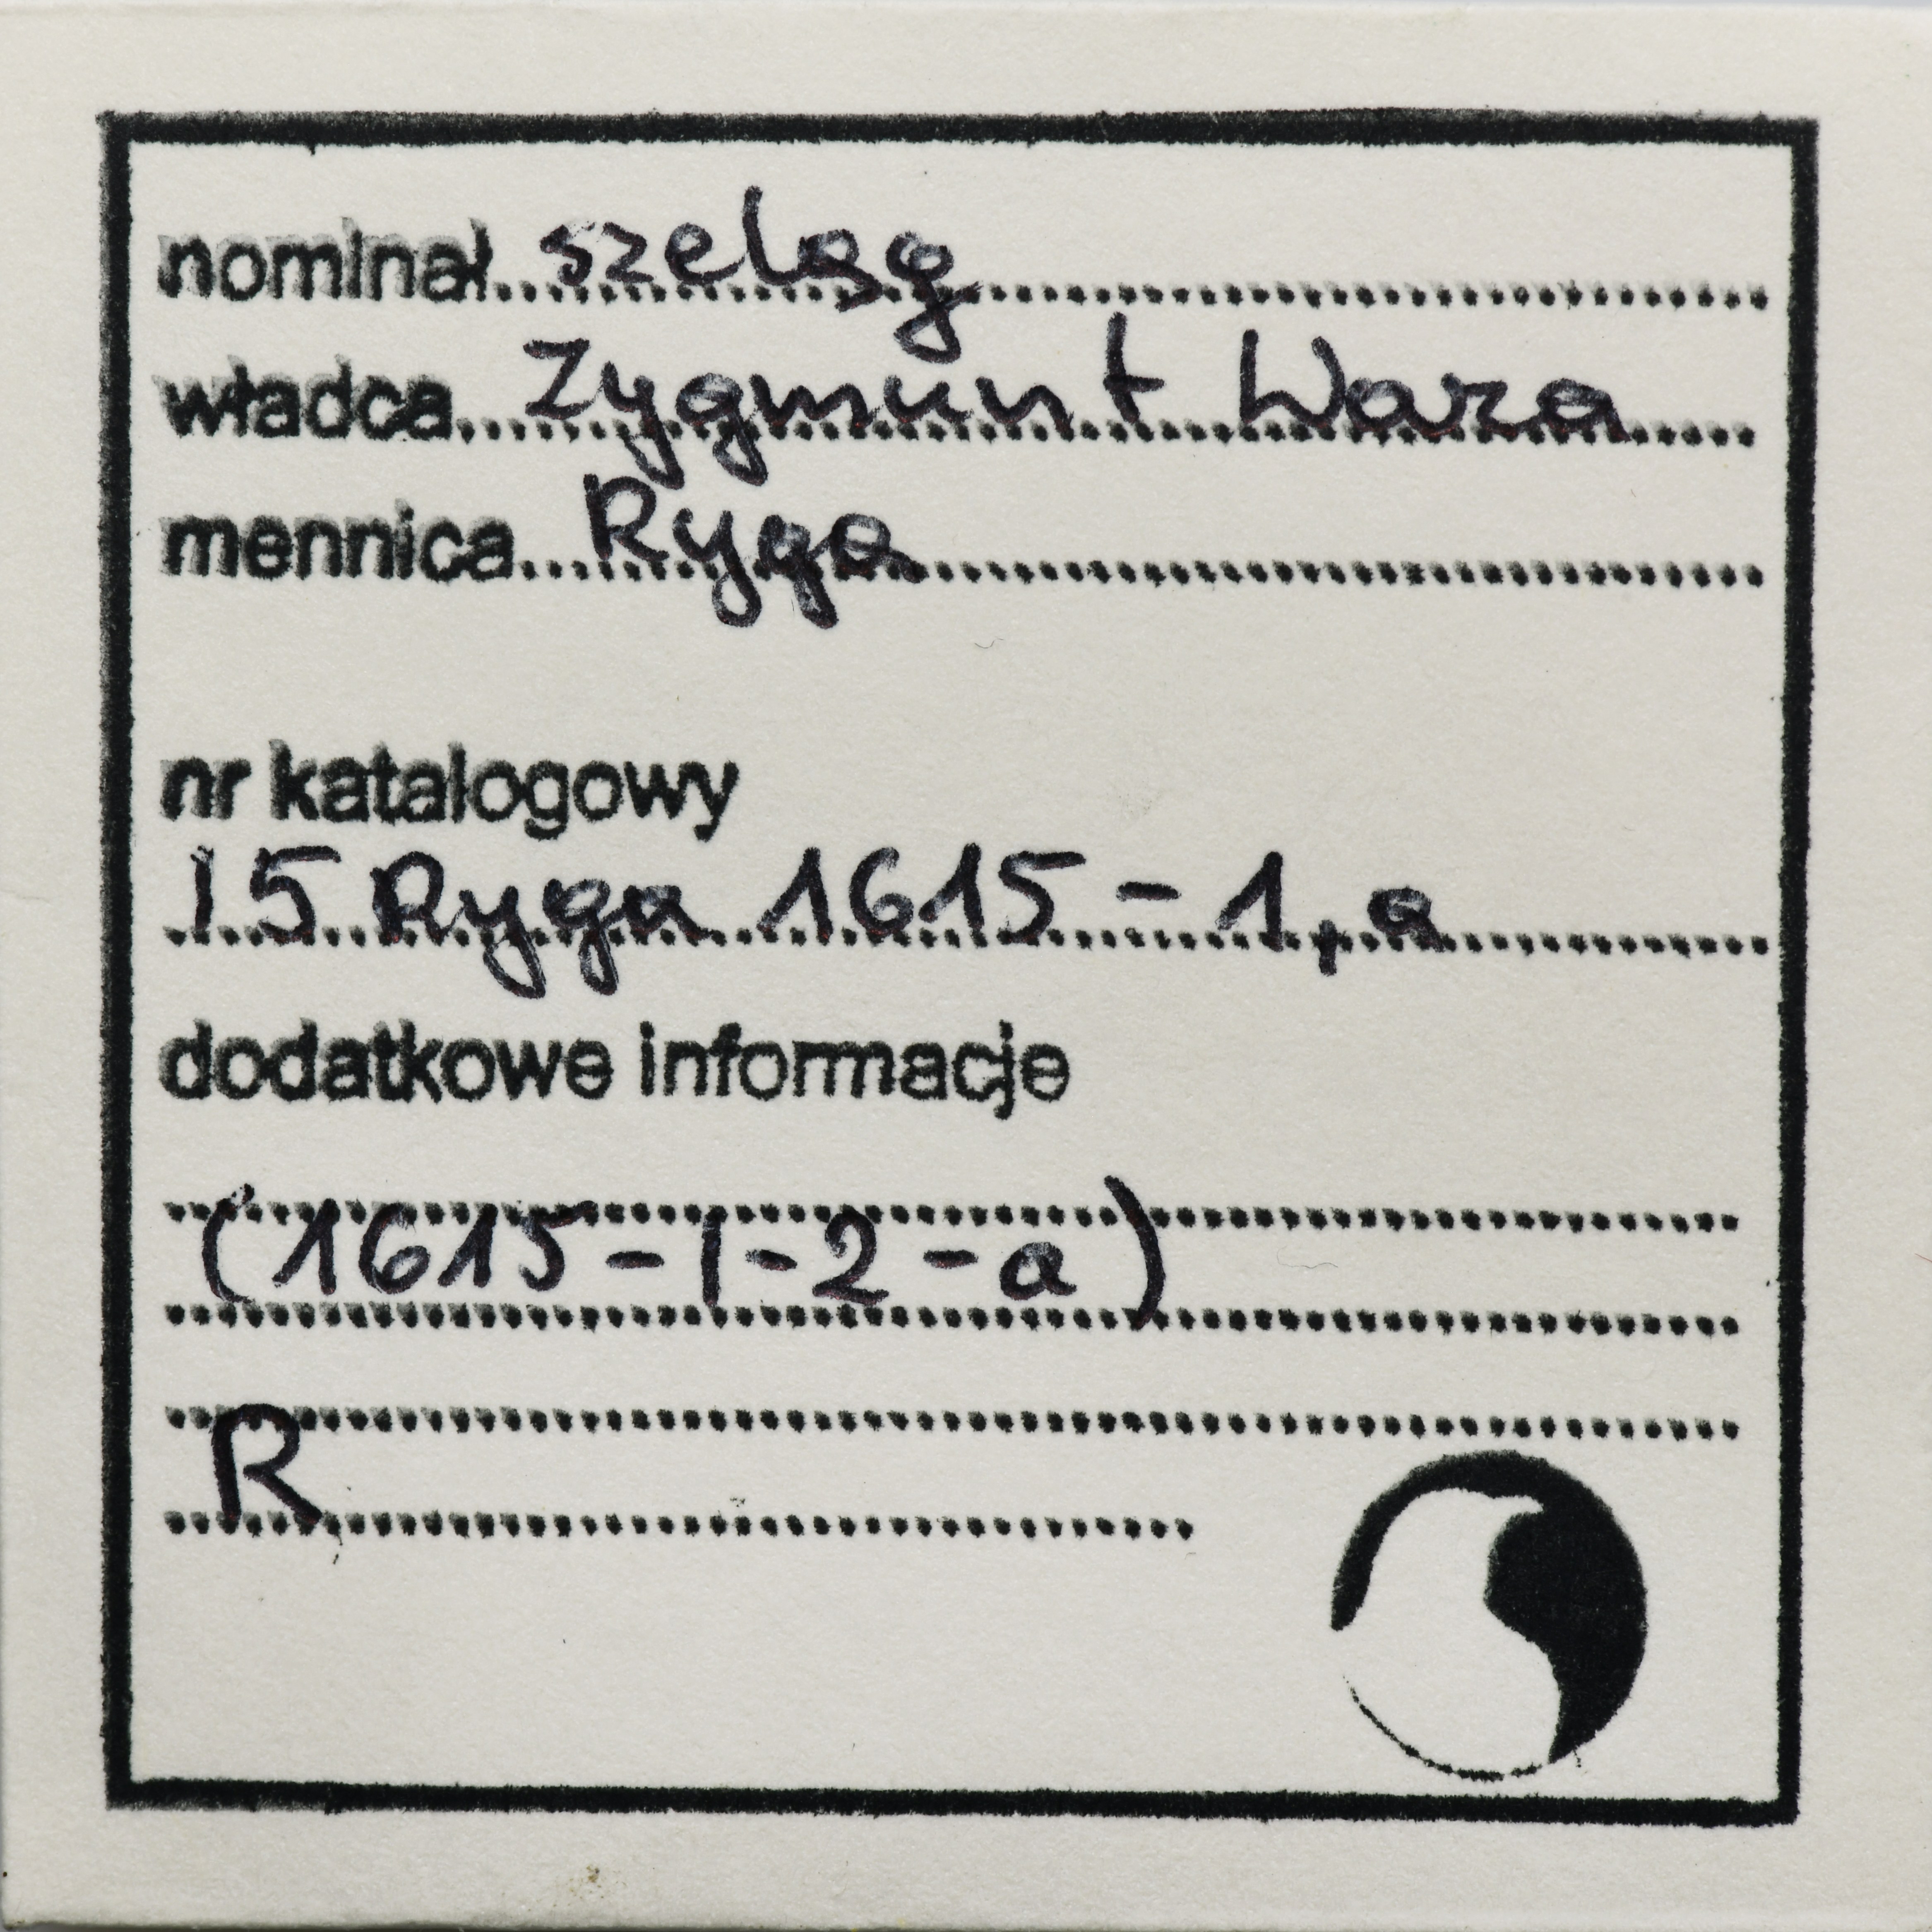 nominał szeląg
władca Zygmunt Waza
mennica Ryga
nr katalogowy
15 Ryga 1615 - 1, a
dodatkowe informacje
(1615 - 1 - 2 - a)
R